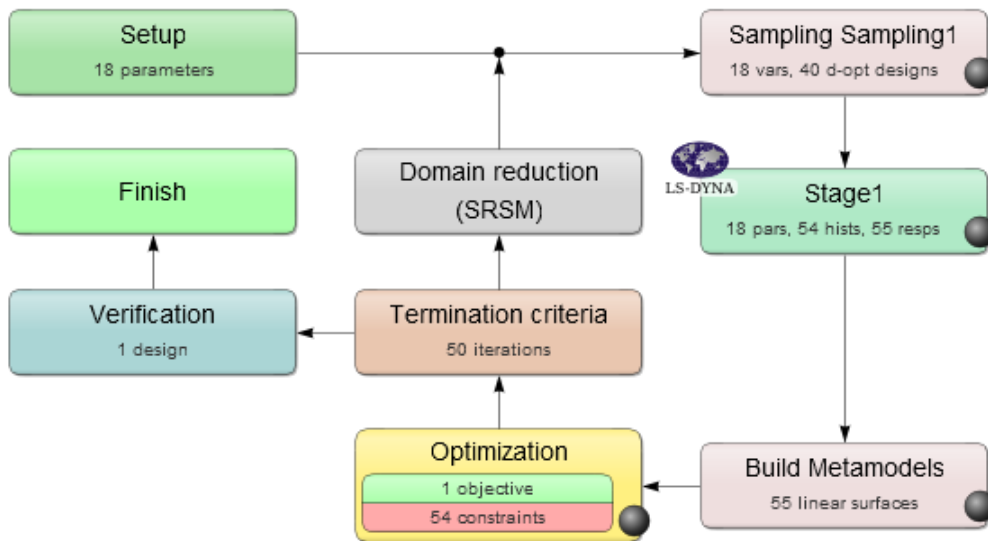 Setup
18 parameters
Sampling Sampling1
18 vars, 40 d-opt designs
Finish
Domain reduction
(SRSM)
LS-DYNA
Stage1
18 pars, 54 hists, 55 resps
Verification
1 design
Termination criteria
50 iterations
Optimization
1 objective
54 constraints
Build Metamodels
55 linear surfaces